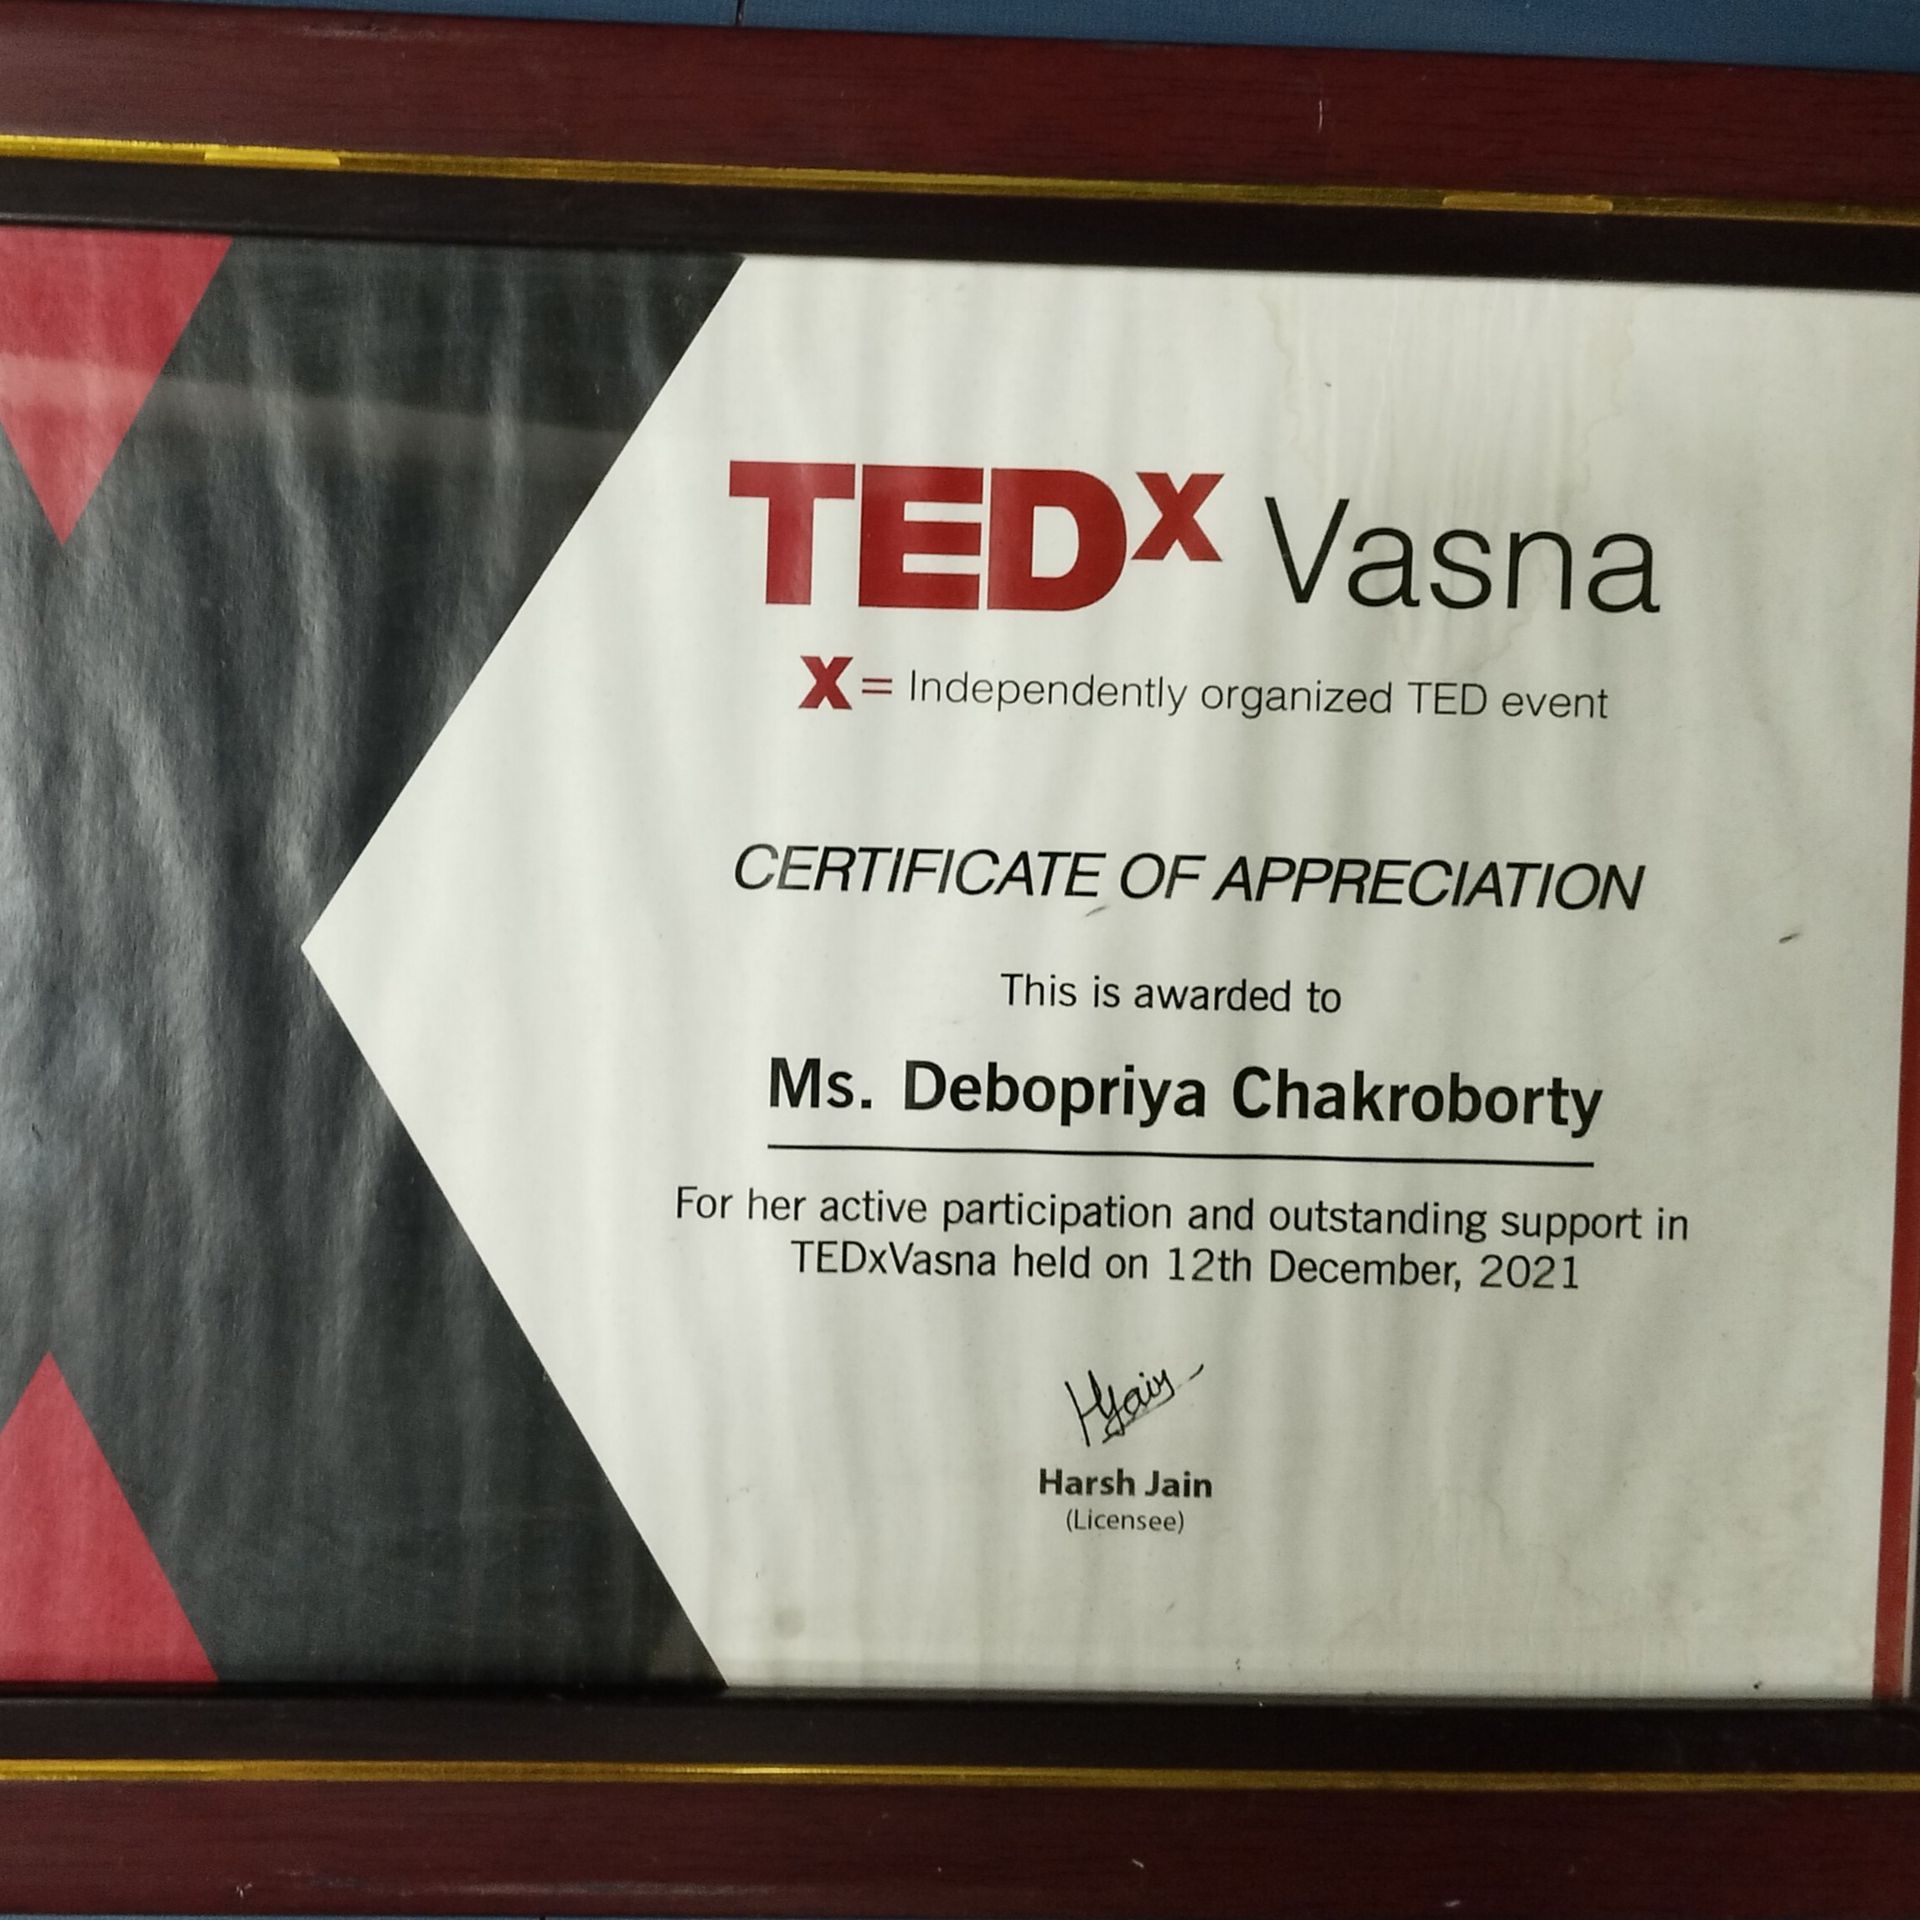 TEDx Vasna
x = Independently organized TED event
CERTIFICATE OF APPRECIATION
This is awarded to
Ms. Debopriya Chakroborty
For her active participation and outstanding support in
TEDxVasna held on 12th December, 2021
HJain
Harsh Jain
(Licensee)